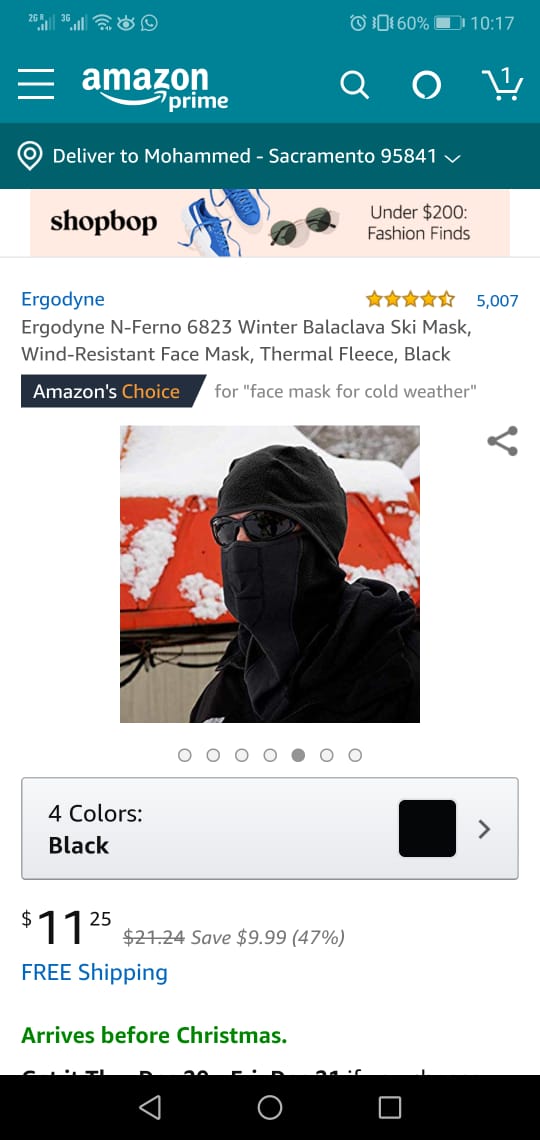 2G R 3G 60% 10:17
amazon prime 1
Deliver to Mohammed - Sacramento 95841
shopbop Under $200:
Fashion Finds
Ergodyne 5,007
Ergodyne N-Ferno 6823 Winter Balaclava Ski Mask,
Wind-Resistant Face Mask, Thermal Fleece, Black
Amazon's Choice for "face mask for cold weather"
4 Colors:
Black
$11 25 $21.24 Save $9.99 (47%)
FREE Shipping
Arrives before Christmas.